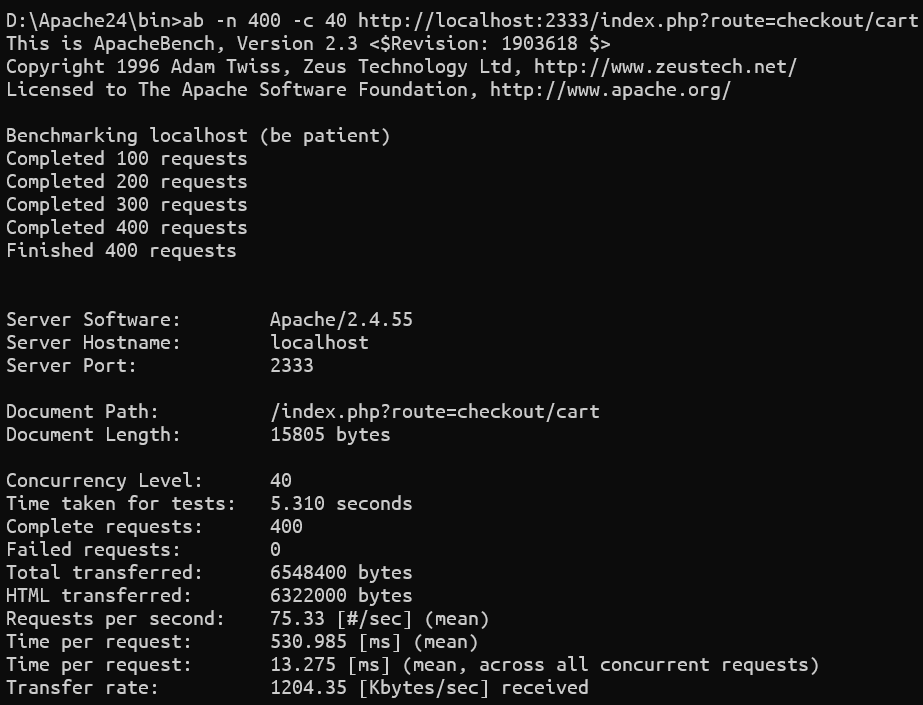 D:\Apache24\bin>ab -n 400 -c 40 http://localhost:2333/index.php?route=checkout/cart
This is ApacheBench, Version 2.3 <$Revision: 1903618 $>
Copyright 1996 Adam Twiss, Zeus Technology Ltd, http://www.zeustech.net/
Licensed to The Apache Software Foundation, http://www.apache.org/

Benchmarking localhost (be patient)
Completed 100 requests
Completed 200 requests
Completed 300 requests
Completed 400 requests
Finished 400 requests

Server Software:        Apache/2.4.55
Server Hostname:        localhost
Server Port:            2333

Document Path:          /index.php?route=checkout/cart
Document Length:        15805 bytes

Concurrency Level:      40
Time taken for tests:   5.310 seconds
Complete requests:      400
Failed requests:        0
Total transferred:      6548400 bytes
HTML transferred:       6322000 bytes
Requests per second:    75.33 [#/sec] (mean)
Time per request:       530.985 [ms] (mean)
Time per request:       13.275 [ms] (mean, across all concurrent requests)
Transfer rate:          1204.35 [Kbytes/sec] received